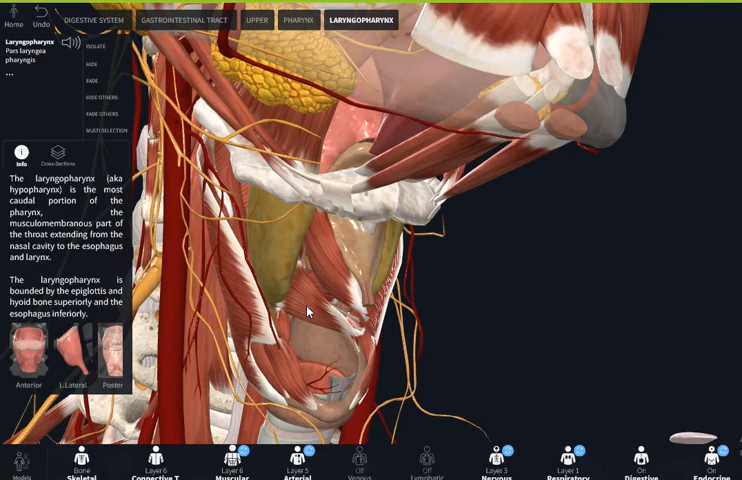 Home
Undo
DIGESTIVE SYSTEM
GASTROINTESTINAL TRACT
UPPER
PHARYNX
LARYNGOPHARYNX
Laryngopharynx
Pars laryngea
pharyngis
...
ISOLATE
HIDE
FADE
HIDE OTHERS
FADE OTHERS
MULTI SELECTION
Info
Cross-Sections
The laryngopharynx (aka
hypopharynx) is the most
caudal portion of the
pharynx, the
musculomembranous part of
the throat extending from the
nasal cavity to the esophagus
and larynx.
The laryngopharynx is
bounded by the epiglottis and
hyoid bone superiorly and the
esophagus inferiorly.
Anterior
L.Lateral
Poster
Models
Bone
Skeletal
Layer 6
Connective T
Layer 6
Muscular
Layer 5
Arterial
Off
Venous
Off
Lymphatic
Layer 3
Nervous
Layer 1
Respiratory
On
Digestive
On
Endocrine